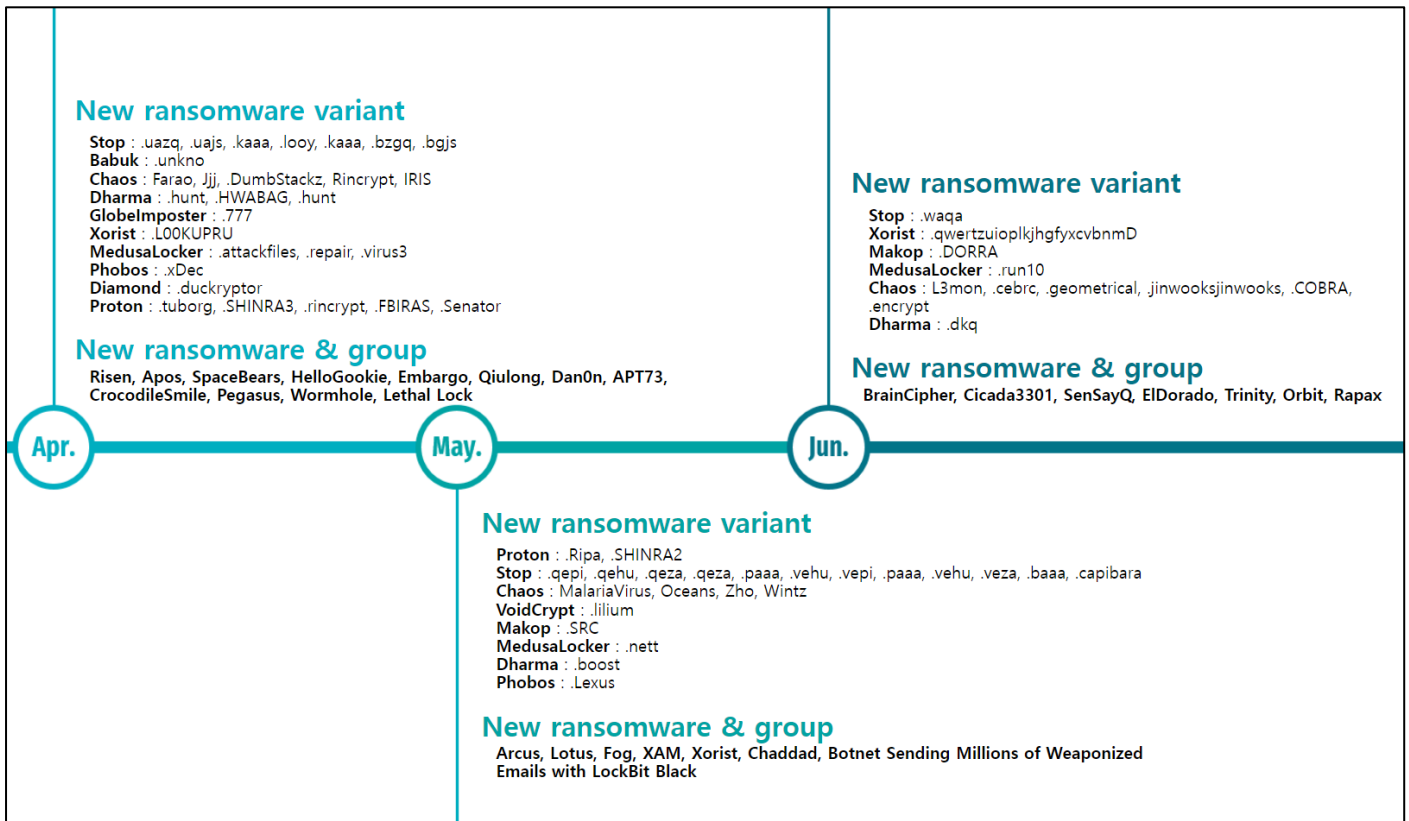 New ransomware variant
Stop : .uazq, .uajs, .kaaa, .looy, .kaaa, .bzgq, .bgjs
Babuk : .unkno
Chaos : Farao, Jjj, .DumbStackz, Rincrypt, IRIS
Dharma : .hunt, .HWABAG, .hunt
GlobeImposter : .777
Xorist : .L00KUPRU
MedusaLocker : .attackfiles, .repair, .virus3
Phobos : .xDec
Diamond : .duckryptor
Proton : .tuborg, .SHINRA3, .rincrypt, .FBIRAS, .Senator
New ransomware & group
Risen, Apos, SpaceBears, HelloGookie, Embargo, Qiulong, Dan0n, APT73,
CrocodileSmile, Pegasus, Wormhole, Lethal Lock
Apr.
May.
New ransomware variant
Proton : .Ripa, .SHINRA2
Stop : .qepi, .qehu, .qeza, .qeza, .paaa, .vehu, .vepi, .paaa, .vehu, .veza, .baaa, .capibara
Chaos : MalariaVirus, Oceans, Zho, Wintz
VoidCrypt : .lilium
Makop : .SRC
MedusaLocker : .nett
Dharma : .boost
Phobos : .Lexus
New ransomware & group
Arcus, Lotus, Fog, XAM, Xorist, Chaddad, Botnet Sending Millions of Weaponized
Emails with LockBit Black
New ransomware variant
Stop : .waqa
Xorist : .qwertzuioplkjhgfyxcvbnmD
Makop : .DORRA
MedusaLocker : .run10
Chaos : L3mon, .cebrc, .geometrical, .jinwooksjinwooks, .COBRA,
.encrypt
Dharma : .dkq
New ransomware & group
BrainCipher, Cicada3301, SenSayQ, ElDorado, Trinity, Orbit, Rapax
Jun.